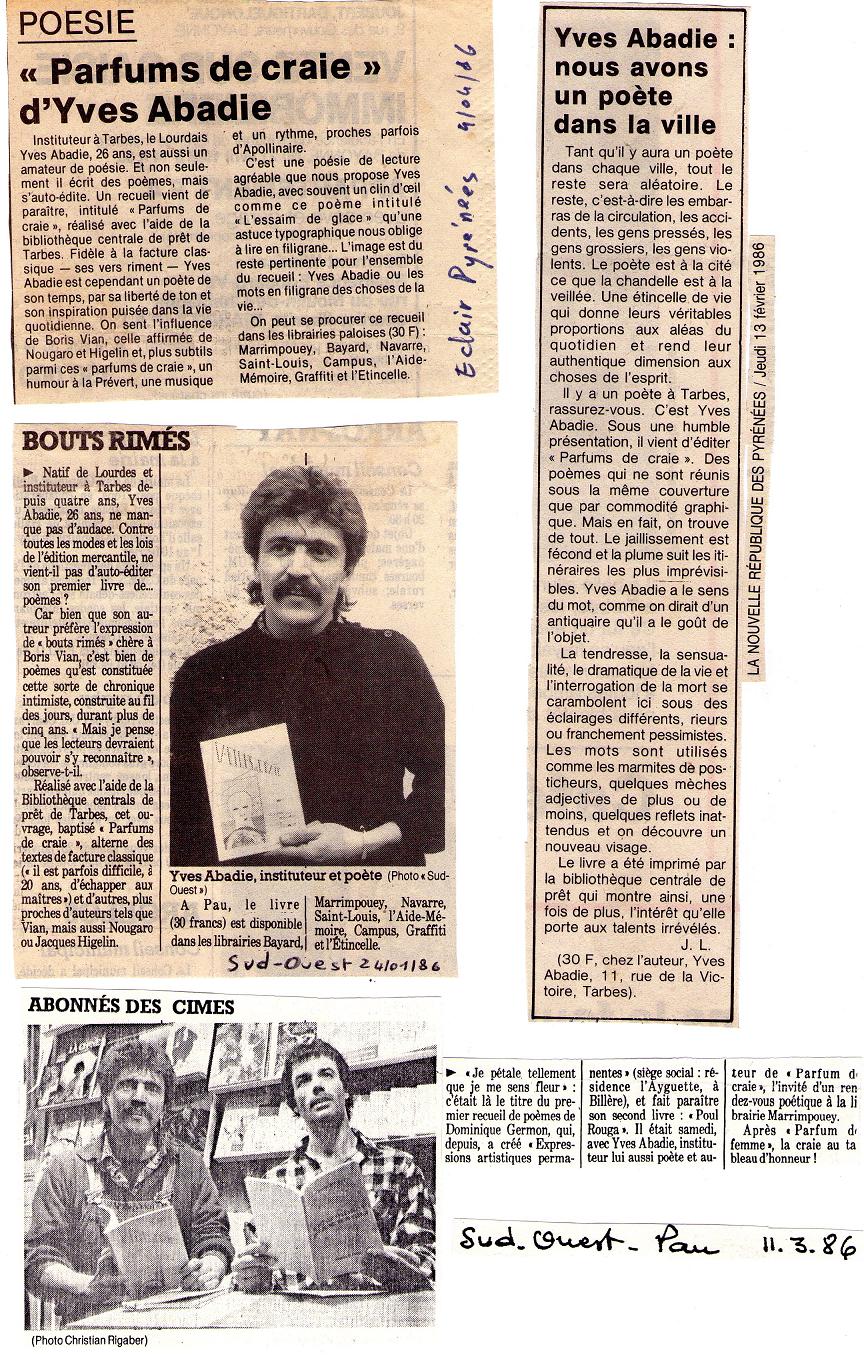 POESIE
« Parfums de craie »
d'Yves Abadie
Instituteur à Tarbes, le Lourdais
Yves Abadie, 26 ans, est aussi un
amateur de poésie. Et non seule-
ment il écrit des poèmes, mais
s'auto-édite. Un recueil vient de
paraître, intitulé « Parfums de
craie », réalisé avec l'aide de la
bibliothèque centrale de prêt de
Tarbes. Fidèle à la facture clas-
sique — ses vers riment — Yves
Abadie est cependant un poète de
son temps, par sa liberté de ton et
son inspiration puisée dans la vie
quotidienne. On sent l'influence
de Boris Vian, celle affirmée de
Nougaro et Higelin et, plus subtils
parmi ces « parfums de craie », un
humour à la Prévert, une musique
et un rythme, proches parfois
d'Apollinaire.
C'est une poésie de lecture
agréable que nous propose Yves
Abadie, avec souvent un clin d'œil
comme ce poème intitulé
« L'essaim de glace » qu'une
astuce typographique nous oblige
à lire en filigrane... L'image est du
reste pertinente pour l'ensemble
du recueil : Yves Abadie ou les
mots en filigrane des choses de la
vie...
On peut se procurer ce recueil
dans les librairies paloises (30 F) :
Marrimpouey, Bayard, Navarre,
Saint-Louis, Campus, l'Aide-
Mémoire, Graffiti et l'Etincelle.
Eclair Pyrénées 4/04/86
Yves Abadie :
nous avons
un poète
dans la ville
Tant qu'il y aura un poète
dans chaque ville, tout le
reste sera aléatoire. Le
reste, c'est-à-dire les embar-
ras de la circulation, les acci-
dents, les gens pressés, les
gens grossiers, les gens vio-
lents. Le poète est à la cité
ce que la chandelle est à la
veillée. Une étincelle de vie
qui donne leurs véritables
proportions aux aléas du
quotidien et rend leur
authentique dimension aux
choses de l'esprit.
Il y a un poète à Tarbes,
rassurez-vous. C'est Yves
Abadie. Sous une humble
présentation, il vient d'éditer
« Parfums de craie ». Des
poèmes qui ne sont réunis
sous la même couverture
que par commodité graphi-
que. Mais en fait, on trouve
de tout. Le jaillissement est
fécond et la plume suit les iti-
néraires les plus imprévisi-
bles. Yves Abadie a le sens
du mot, comme on dirait d'un
antiquaire qu'il a le goût de
l'objet.
La tendresse, la sensua-
lité, le dramatique de la vie et
l'interrogation de la mort se
carambolent ici sous des
éclairages différents, rieurs
ou franchement pessimistes.
Les mots sont utilisés
comme les marmites de pos-
ticheurs, quelques mèches
adjectives de plus ou de
moins, quelques reflets inat-
tendus et on découvre un
nouveau visage.
Le livre a été imprimé par
la bibliothèque centrale de
prêt qui montre ainsi, une
fois de plus, l'intérêt qu'elle
porte aux talents irrévélés.
J. L.
(30 F, chez l'auteur, Yves
Abadie, 11, rue de la Vic-
toire, Tarbes).
LA NOUVELLE RÉPUBLIQUE DES PYRÉNÉES / Jeudi 13 février 1986
BOUTS RIMÉS
► Natif de Lourdes et
instituteur à Tarbes de-
puis quatre ans, Yves
Abadie, 26 ans, ne man-
que pas d'audace. Contre
toutes les modes et les lois
de l'édition mercantile, ne
vient-il pas d'auto-éditer
son premier livre de...
poèmes ?
Car bien que son au-
treur préfère l'expression
de « bouts rimés » chère à
Boris Vian, c'est bien de
poèmes qu'est constituée
cette sorte de chronique
intimiste, construite au fil
des jours, durant plus de
cinq ans. « Mais je pense
que les lecteurs devraient
pouvoir s'y reconnaître »,
observe-t-il.
Réalisé avec l'aide de la
Bibliothèque centrals de
prêt de Tarbes, cet ou-
vrage, baptisé « Parfums
de craie », alterne des
textes de facture classique
(« il est parfois difficile, à
20 ans, d'échapper aux
maîtres ») et d'autres, plus
proches d'auteurs tels que
Vian, mais aussi Nougaro
ou Jacques Higelin.
Yves Abadie, instituteur et poète (Photo « Sud-
Ouest »)
A Pau, le livre
(30 francs) est disponible
dans les librairies Bayard,
Marrimpouey, Navarre,
Saint-Louis, l'Aide-Mé-
moire, Campus, Graffiti
et l'Étincelle.
Sud-Ouest 24/01/86
ABONNÉS DES CIMES
(Photo Christian Rigaber)
► « Je pétale tellement
que je me sens fleur » :
c'était là le titre du pre-
mier recueil de poèmes de
Dominique Germon, qui,
depuis, a créé « Expres-
sions artistiques perma-
nentes » (siège social : ré-
sidence l'Ayguette, à
Billère), et fait paraître
son second livre : « Poul
Rouga ». Il était samedi,
avec Yves Abadie, institu-
teur lui aussi poète et au-
teur de « Parfum d
craie », l'invité d'un ren
dez-vous poétique à la li
brairie Marrimpouey.
Après « Parfum d
femme », la craie au ta
bleau d'honneur !
Sud-Ouest - Pau 11.3.86